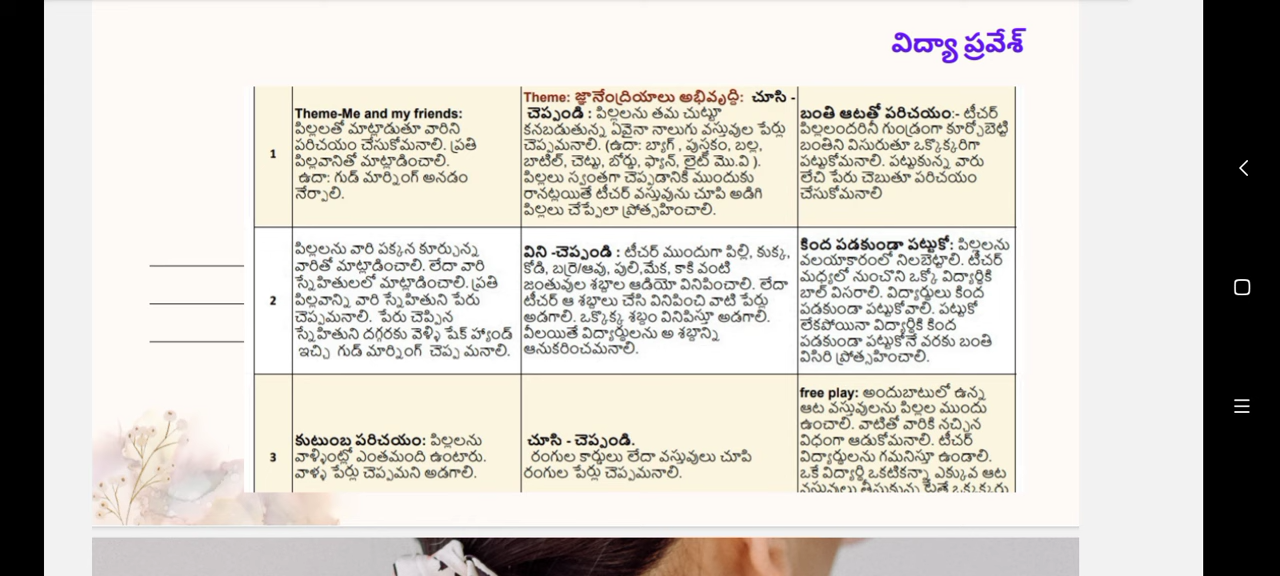 విద్యా ప్రవేశ్
1
Theme-Me and my friends:
పిల్లలతో మాట్లాడుతూ వారిని
పరిచయం చేసుకోమనాలి. ప్రతి
పిల్లవానితో మాట్లాడించాలి.
ఉదా: గుడ్ మార్నింగ్ అనడం
నేర్పాలి.
Theme: జ్ఞానేంద్రియాలు అభివృద్ధి: చూసి -
చెప్పండి : పిల్లలను తమ చుట్టూ
కనబడుతున్న ఏవైనా నాలుగు వస్తువుల పేర్లు
చెప్పమనాలి. (ఉదా: బ్యాగ్ , పుస్తకం, బల్ల,
బాటిల్, చెట్టు, బోర్డు, ఫ్యాన్, లైట్ మొ.వి ).
పిల్లలు స్వంతగా చెప్పడానికి ముందుకు
రానట్లయితే టీచర్ వస్తువును చూపి అడిగి
పిల్లలు చెప్పేలా ప్రోత్సహించాలి.
బంతి ఆటతో పరిచయం:- టీచర్
పిల్లలందరినీ గుండ్రంగా కూర్చోబెట్టి
బంతిని విసురుతూ ఒక్కొక్కరిగా
పట్టుకోమనాలి. పట్టుకున్న వారు
లేచి పేరు చెబుతూ పరిచయం
చేసుకోమనాలి
2
పిల్లలను వారి పక్కన కూర్చున్న
వారితో మాట్లాడించాలి. లేదా వారి
స్నేహితులలో మాట్లాడించాలి. ప్రతి
పిల్లవాన్ని వారి స్నేహితుని పేరు
చెప్పమనాలి. పేరు చెప్పిన
స్నేహితుని దగ్గరకు వెళ్ళి షేక్ హ్యాండ్
ఇచ్చి గుడ్ మార్నింగ్ చెప్ప మనాలి.
విని -చెప్పండి : టీచర్ ముందుగా పిల్లి, కుక్క,
కోడి, బర్రె/ఆవు, పులి,మేక, కాకి వంటి
జంతువుల శబ్దాల ఆడియో వినిపించాలి. లేదా
టీచర్ ఆ శబ్దాలు చేసి వినిపించి వాటి పేర్లు
అడగాలి. ఒక్కొక్క శబ్దం వినిపిస్తూ అడగాలి.
వీలయితే విద్యార్థులను అ శబ్దాన్ని
ఆనుకరించమనాలి.
కింద పడకుండా పట్టుకో: పిల్లలను
వలయాకారంలో నిలబెట్టాలి. టీచర్
మధ్యలో నుంచొని ఒక్కో విద్యార్థికి
బాల్ విసరాలి. విద్యార్థులు కింద
పడకుండా పట్టుకోవాలి. పట్టుకో
లేకపోయినా విద్యార్థికి కింద
పడకుండా పట్టుకోనే వరకు బంతి
విసిరి ప్రోత్సహించాలి.
3
కుటుంబ పరిచయం: పిల్లలను
వాళ్ళింట్లో ఎంతమంది ఉంటారు.
వాళ్ళ పేర్లు చెప్పమని అడగాలి.
చూసి - చెప్పండి.
రంగుల కార్డులు లేదా వస్తువులు చూపి
రంగుల పేర్లు చెప్పమనాలి.
free play: అందుబాటులో ఉన్న
ఆట వస్తువులను పిల్లల ముందు
ఉంచాలి. వాటితో వారికి నచ్చిన
విధంగా ఆడుకోమనాలి. టీచర్
విద్యార్థులను గమనిస్తూ ఉండాలి.
ఒకే విద్యార్థి ఒకటికన్నా ఎక్కువ ఆట